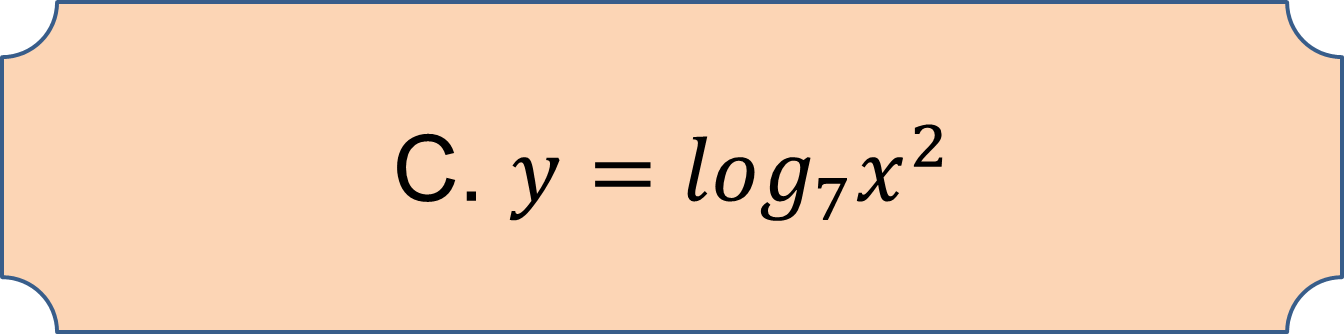 C. y = log₇x²